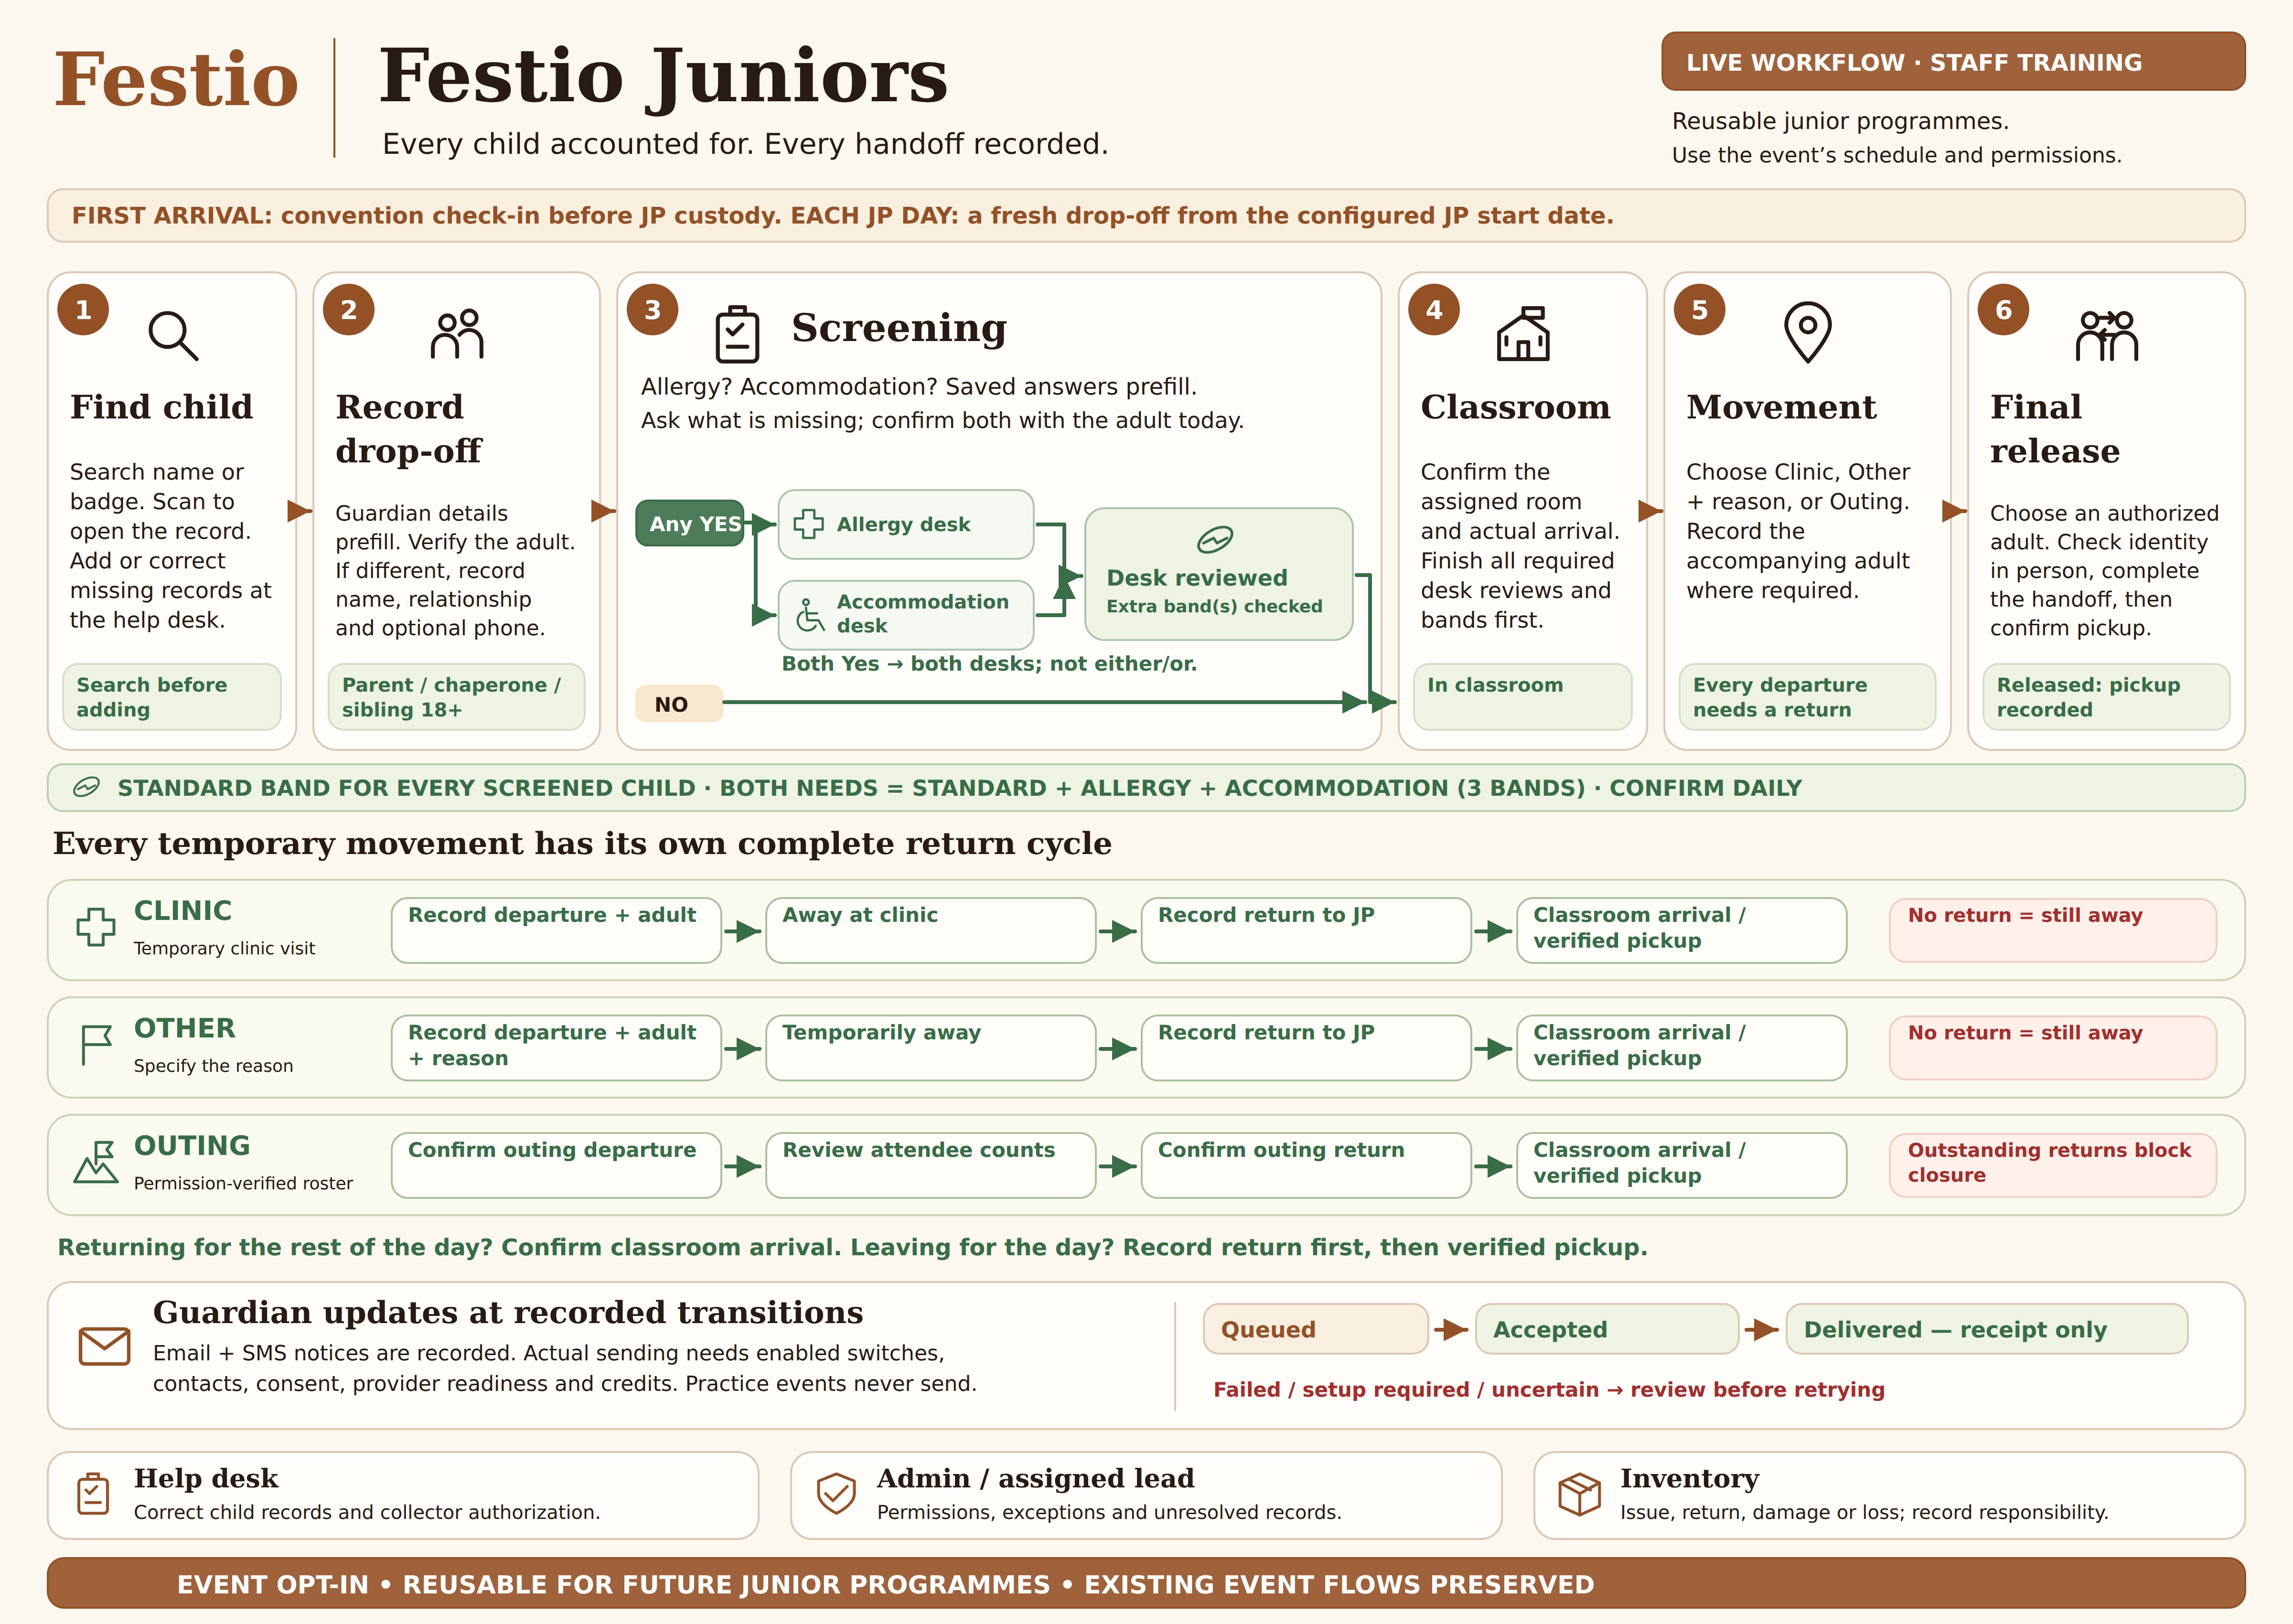 Festio
Festio Juniors
Every child accounted for. Every handoff recorded.
LIVE WORKFLOW · STAFF TRAINING
Reusable junior programmes.
Use the event’s schedule and permissions.
FIRST ARRIVAL: convention check-in before JP custody. EACH JP DAY: a fresh drop-off from the configured JP start date.
1
Find child
Search name or
badge. Scan to
open the record.
Add or correct
missing records at
the help desk.
Search before
adding
2
Record
drop-off
Guardian details
prefill. Verify the adult.
If different, record
name, relationship
and optional phone.
Parent / chaperone /
sibling 18+
3
Screening
Allergy? Accommodation? Saved answers prefill.
Ask what is missing; confirm both with the adult today.
Any YES
Allergy desk
Accommodation
desk
Desk reviewed
Extra band(s) checked
Both Yes → both desks; not either/or.
NO
4
Classroom
Confirm the
assigned room
and actual arrival.
Finish all required
desk reviews and
bands first.
In classroom
5
Movement
Choose Clinic, Other
+ reason, or Outing.
Record the
accompanying adult
where required.
Every departure
needs a return
6
Final
release
Choose an authorized
adult. Check identity
in person, complete
the handoff, then
confirm pickup.
Released: pickup
recorded
STANDARD BAND FOR EVERY SCREENED CHILD · BOTH NEEDS = STANDARD + ALLERGY + ACCOMMODATION (3 BANDS) · CONFIRM DAILY
Every temporary movement has its own complete return cycle
CLINIC
Temporary clinic visit
Record departure + adult
Away at clinic
Record return to JP
Classroom arrival /
verified pickup
No return = still away
OTHER
Specify the reason
Record departure + adult
+ reason
Temporarily away
Record return to JP
Classroom arrival /
verified pickup
No return = still away
OUTING
Permission-verified roster
Confirm outing departure
Review attendee counts
Confirm outing return
Classroom arrival /
verified pickup
Outstanding returns block
closure
Returning for the rest of the day? Confirm classroom arrival. Leaving for the day? Record return first, then verified pickup.
Guardian updates at recorded transitions
Email + SMS notices are recorded. Actual sending needs enabled switches,
contacts, consent, provider readiness and credits. Practice events never send.
Queued
Accepted
Delivered — receipt only
Failed / setup required / uncertain → review before retrying
Help desk
Correct child records and collector authorization.
Admin / assigned lead
Permissions, exceptions and unresolved records.
Inventory
Issue, return, damage or loss; record responsibility.
EVENT OPT-IN • REUSABLE FOR FUTURE JUNIOR PROGRAMMES • EXISTING EVENT FLOWS PRESERVED